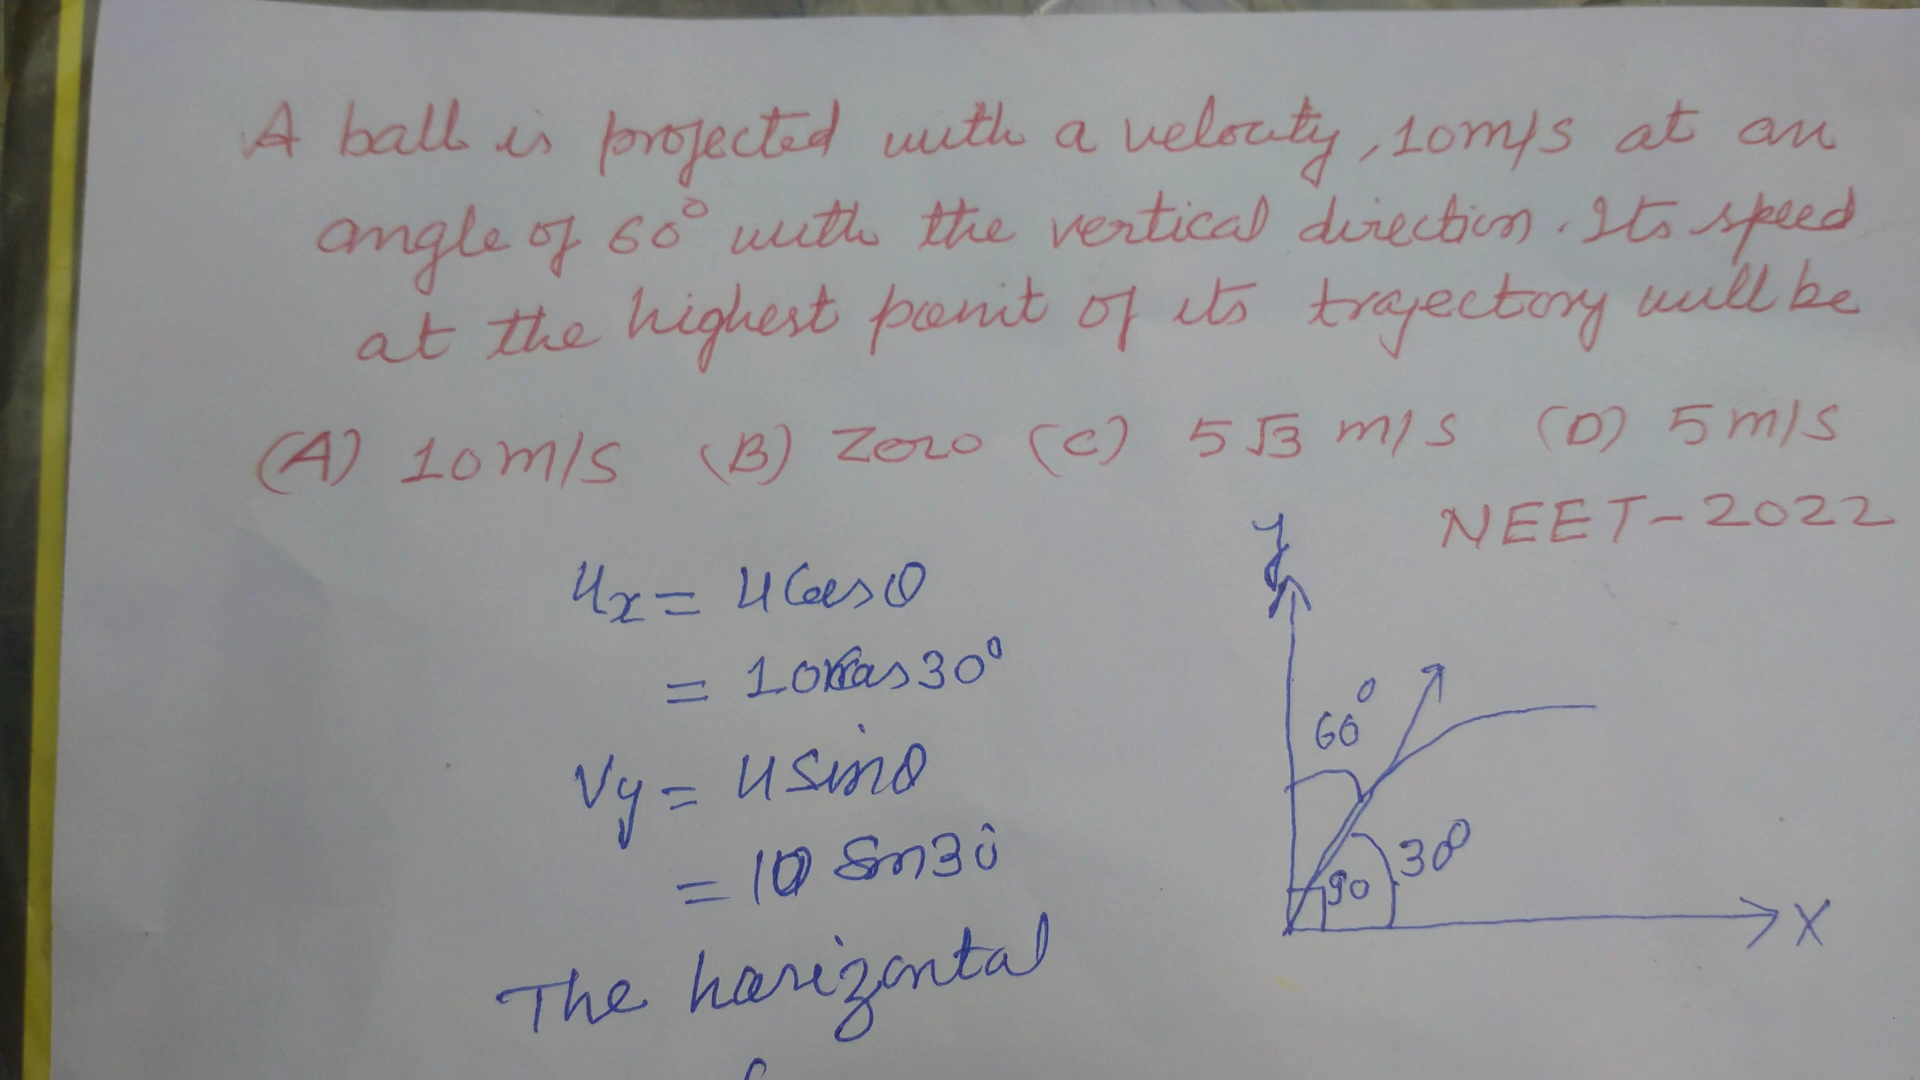 A ball is projected with a velocity, 10m/s at an
angle of 60° with the vertical direction. Its speed
at the highest point of its trajectory will be
(A) 10m/s (B) Zero (C) 5√3 m/s (D) 5m/s
NEET-2022
ux = u Cos θ
= 10xCos 30°
Vy = u Sin θ
= 10 Sin 30
The horizontal
y
60°
30°
90
X